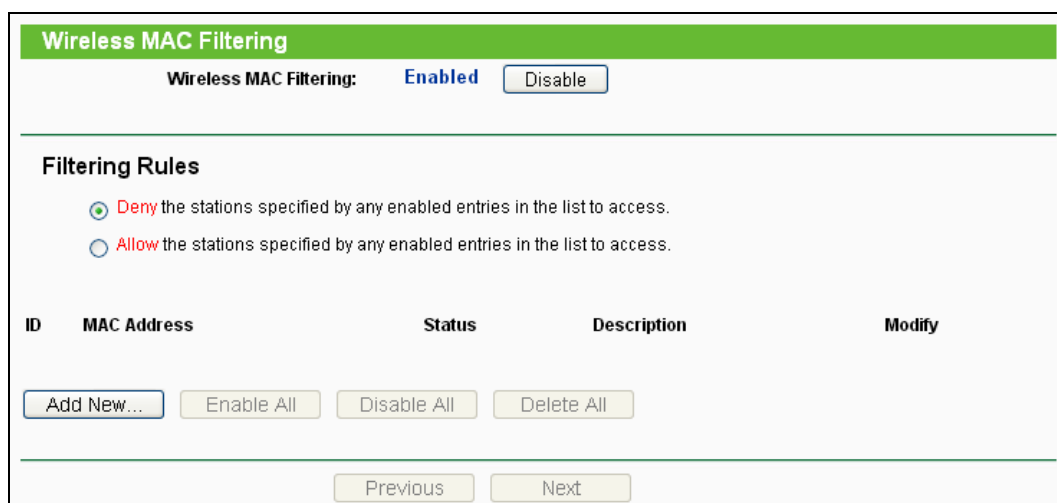 Wireless MAC Filtering
Wireless MAC Filtering: Enabled Disable
Filtering Rules
Deny the stations specified by any enabled entries in the list to access.
Allow the stations specified by any enabled entries in the list to access.
ID MAC Address Status Description Modify
Add New... Enable All Disable All Delete All
Previous Next